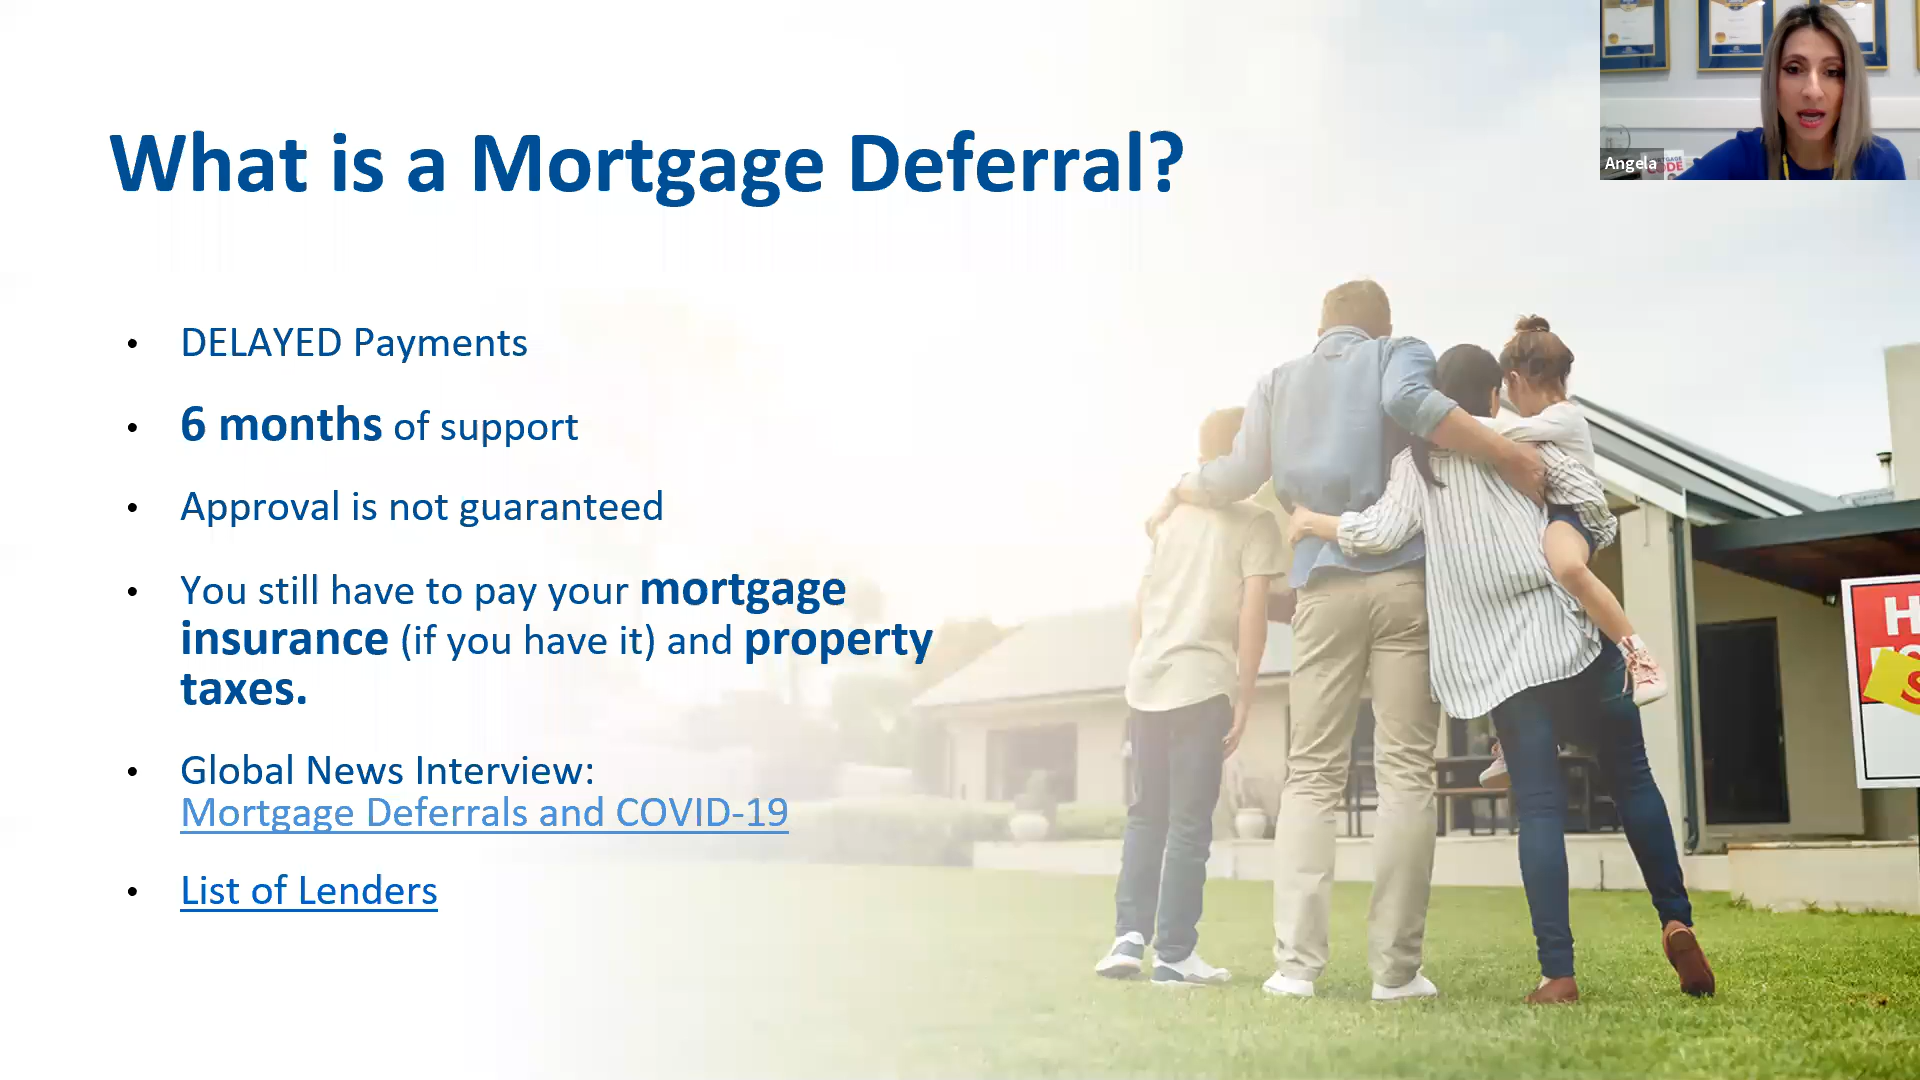 What is a Mortgage Deferral?
Angela
• DELAYED Payments
• 6 months of support
• Approval is not guaranteed
• You still have to pay your mortgage
insurance (if you have it) and property
taxes.
• Global News Interview:
Mortgage Deferrals and COVID-19
• List of Lenders